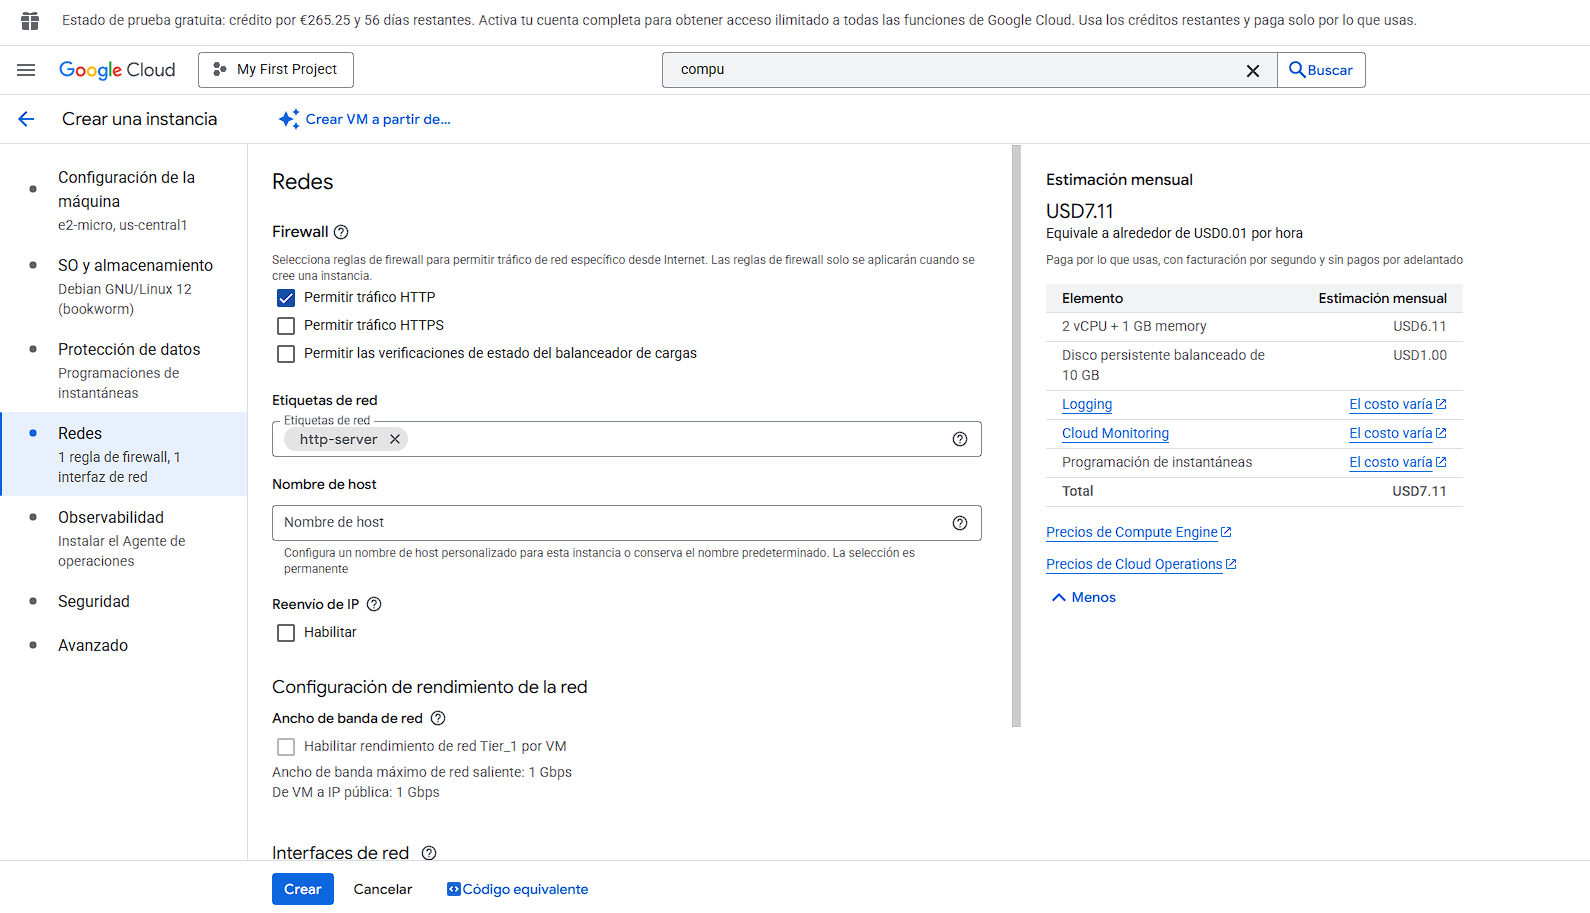 Estado de prueba gratuita: crédito por €265.25 y 56 días restantes. Activa tu cuenta completa para obtener acceso ilimitado a todas las funciones de Google Cloud. Usa los créditos restantes y paga solo por lo que usas.
Google Cloud
My First Project
compu
Buscar
Crear una instancia
Crear VM a partir de...
Configuración de la
máquina
e2-micro, us-central1
SO y almacenamiento
Debian GNU/Linux 12
(bookworm)
Protección de datos
Programaciones de
instantáneas
Redes
1 regla de firewall, 1
interfaz de red
Observabilidad
Instalar el Agente de
operaciones
Seguridad
Avanzado
Redes
Firewall
Selecciona reglas de firewall para permitir tráfico de red específico desde Internet. Las reglas de firewall solo se aplicarán cuando se
cree una instancia.
Permitir tráfico HTTP
Permitir tráfico HTTPS
Permitir las verificaciones de estado del balanceador de cargas
Etiquetas de red
Etiquetas de red
http-server
Nombre de host
Nombre de host
Configura un nombre de host personalizado para esta instancia o conserva el nombre predeterminado. La selección es
permanente
Reenvío de IP
Habilitar
Configuración de rendimiento de la red
Ancho de banda de red
Habilitar rendimiento de red Tier_1 por VM
Ancho de banda máximo de red saliente: 1 Gbps
De VM a IP pública: 1 Gbps
Interfaces de red
Crear
Cancelar
Código equivalente
Estimación mensual
USD7.11
Equivale a alrededor de USD0.01 por hora
Paga por lo que usas, con facturación por segundo y sin pagos por adelantado
Elemento Estimación mensual
2 vCPU + 1 GB memory USD6.11
Disco persistente balanceado de USD1.00
10 GB
Logging El costo varía
Cloud Monitoring El costo varía
Programación de instantáneas El costo varía
Total USD7.11
Precios de Compute Engine
Precios de Cloud Operations
Menos